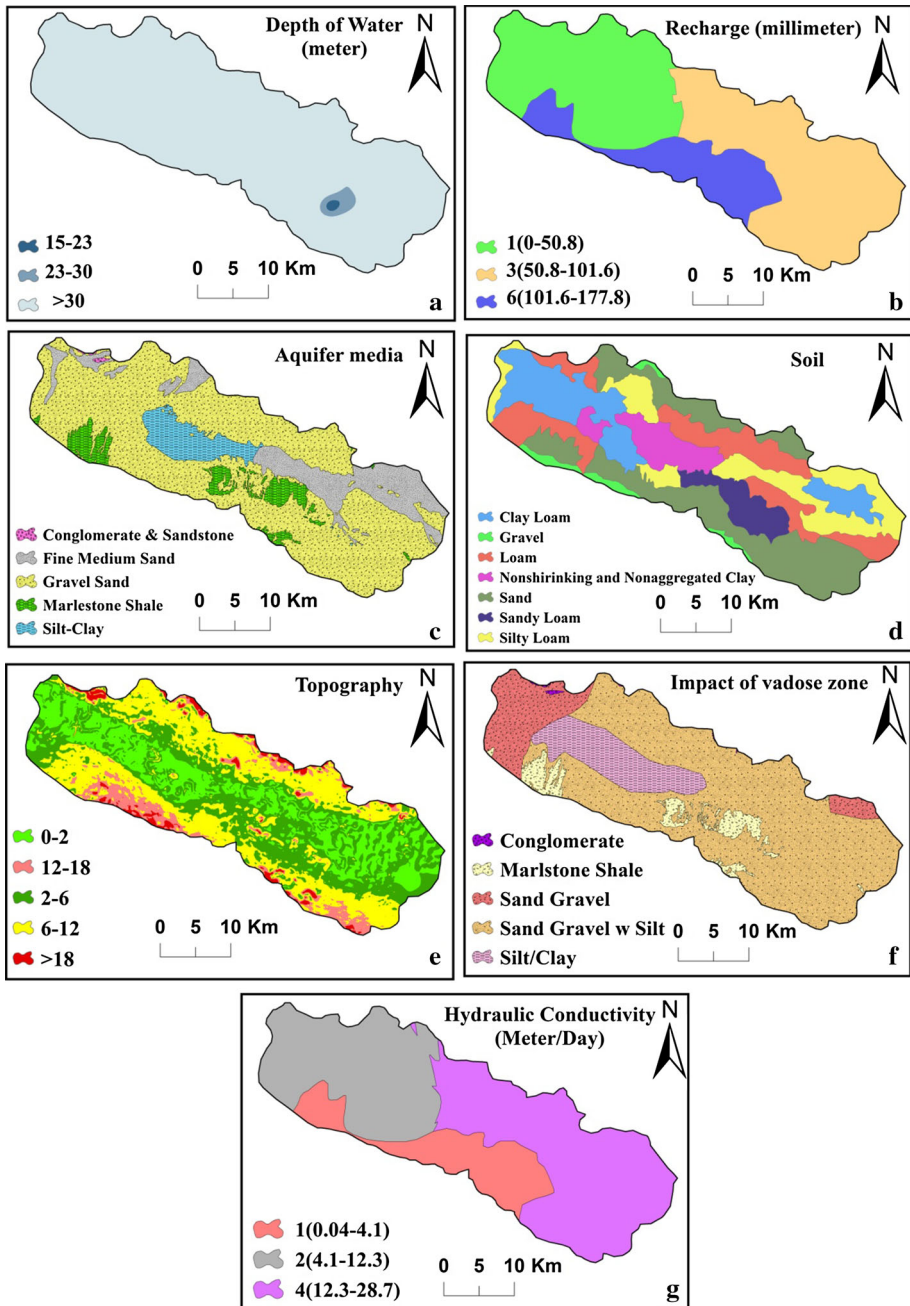 Depth of Water
(meter)
N
15-23
23-30
>30
0 5 10 Km
a
Recharge (millimeter)
N
1(0-50.8)
3(50.8-101.6)
6(101.6-177.8)
0 5 10 Km
b
Aquifer media
N
Conglomerate & Sandstone
Fine Medium Sand
Gravel Sand
Marlestone Shale
Silt-Clay
0 5 10 Km
c
Soil
N
Clay Loam
Gravel
Loam
Nonshirinking and Nonaggregated Clay
Sand
Sandy Loam
Silty Loam
0 5 10 Km
d
Topography
N
0-2
12-18
2-6
6-12
>18
0 5 10 Km
e
Impact of vadose zone
N
Conglomerate
Marlstone Shale
Sand Gravel
Sand Gravel w Silt
Silt/Clay
0 5 10 Km
f
Hydraulic Conductivity
(Meter/Day)
N
1(0.04-4.1)
2(4.1-12.3)
4(12.3-28.7)
0 5 10 Km
g